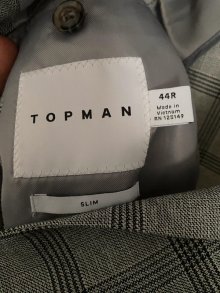 TOPMAN
44R
Made in
Vietnam
RN 125149
SLIM